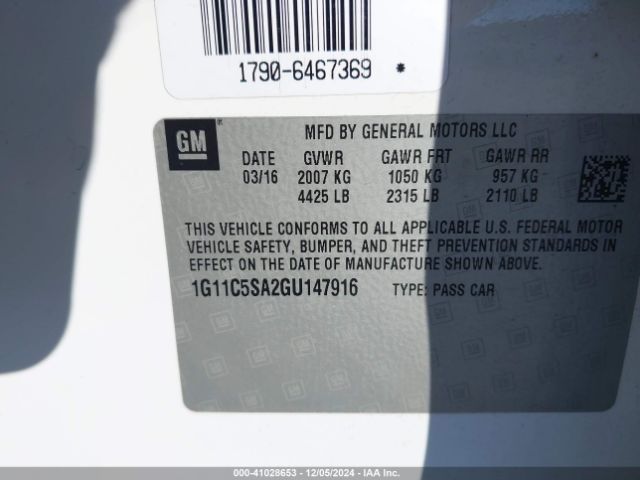 1790-6467369 *
GM
MFD BY GENERAL MOTORS LLC
DATE GVWR GAWR FRT GAWR RR
03/16 2007 KG 1050 KG 957 KG
4425 LB 2315 LB 2110 LB
THIS VEHICLE CONFORMS TO ALL APPLICABLE U.S. FEDERAL MOTOR
VEHICLE SAFETY, BUMPER, AND THEFT PREVENTION STANDARDS IN
EFFECT ON THE DATE OF MANUFACTURE SHOWN ABOVE.
1G11C5SA2GU147916 TYPE: PASS CAR
000-41028653 - 12/05/2024 - IAA Inc. Copyright